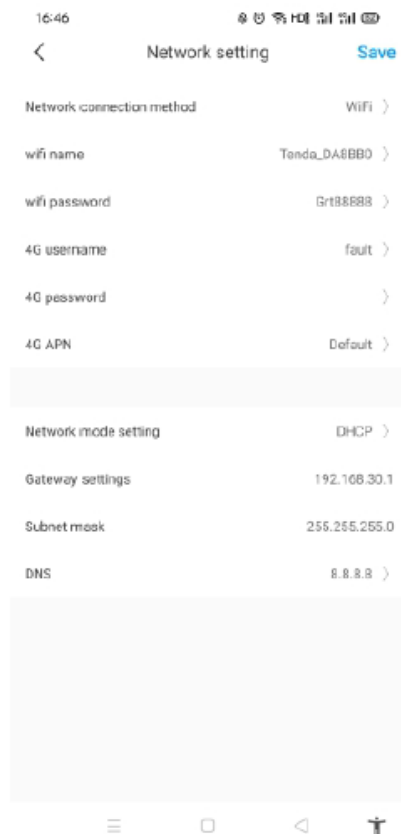 16:46
Network setting
Save
Network connection method WiFi
wifi name Tenda_DA8BB0
wifi password Grt88888
4G username fault
4G password
4G APN Default
Network mode setting DHCP
Gateway settings 192.168.30.1
Subnet mask 255.255.255.0
DNS 8.8.8.8